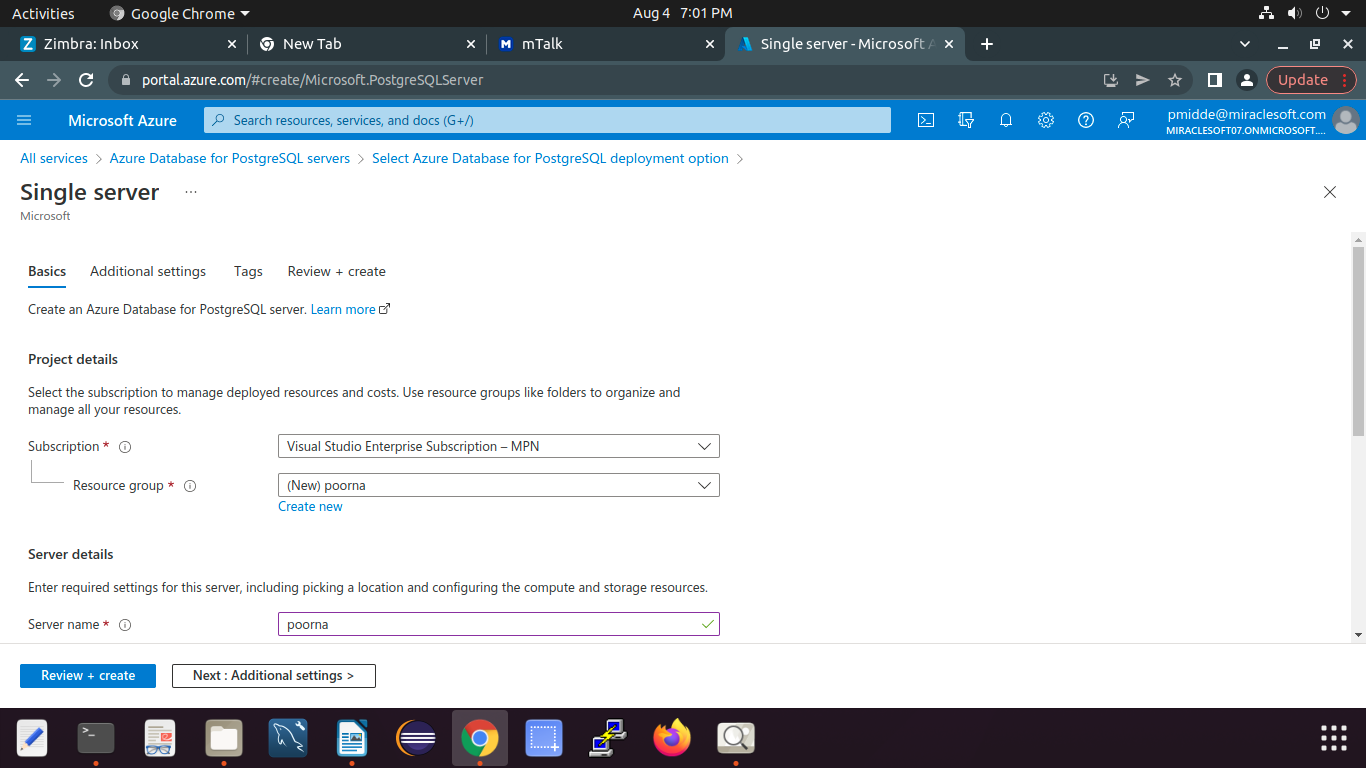 Activities
Google Chrome
Aug 4 7:01 PM
Zimbra: Inbox
New Tab
mTalk
Single server - Microsoft A
portal.azure.com/#create/Microsoft.PostgreSQLServer
Update
Microsoft Azure
Search resources, services, and docs (G+/)
pmidde@miraclesoft.com
MIRACLESOFT07.ONMICROSOFT....
All services > Azure Database for PostgreSQL servers > Select Azure Database for PostgreSQL deployment option >
Single server ...
Microsoft
Basics
Additional settings
Tags
Review + create
Create an Azure Database for PostgreSQL server. Learn more
Project details
Select the subscription to manage deployed resources and costs. Use resource groups like folders to organize and
manage all your resources.
Subscription *
Visual Studio Enterprise Subscription – MPN
Resource group *
(New) poorna
Create new
Server details
Enter required settings for this server, including picking a location and configuring the compute and storage resources.
Server name *
poorna
Review + create
Next : Additional settings >